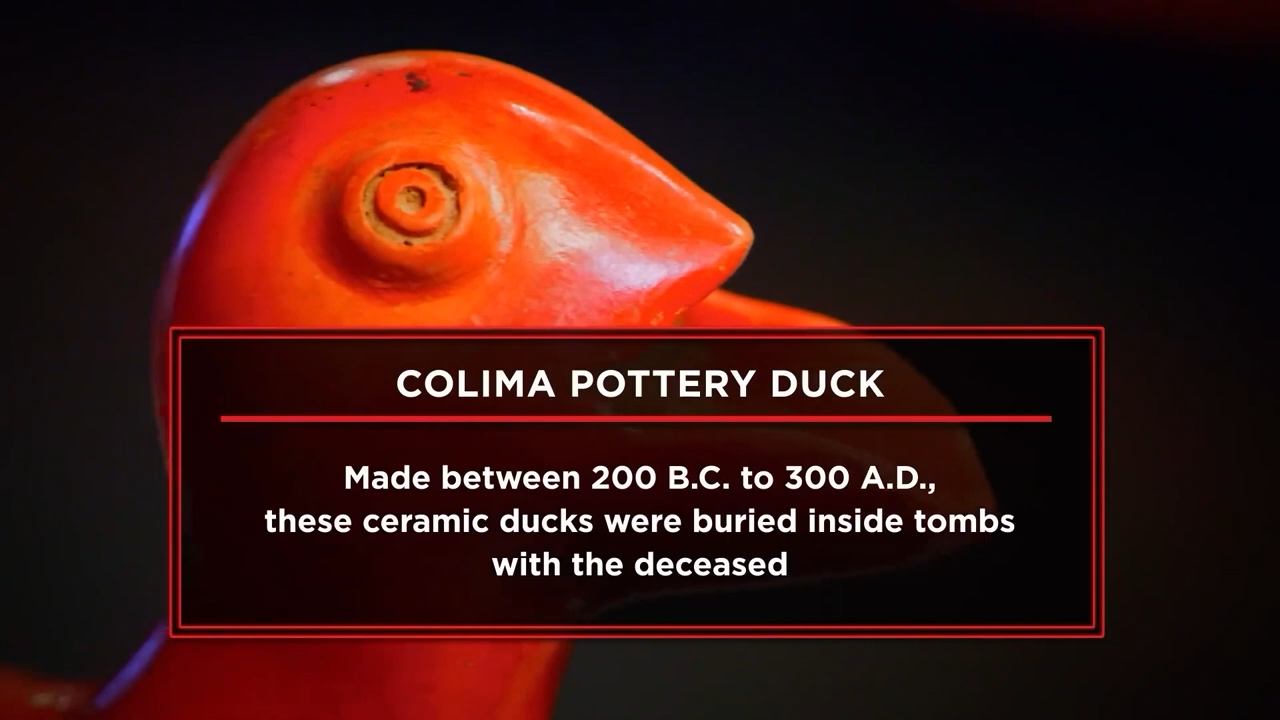 COLIMA POTTERY DUCK
Made between 200 B.C. to 300 A.D.,
these ceramic ducks were buried inside tombs
with the deceased